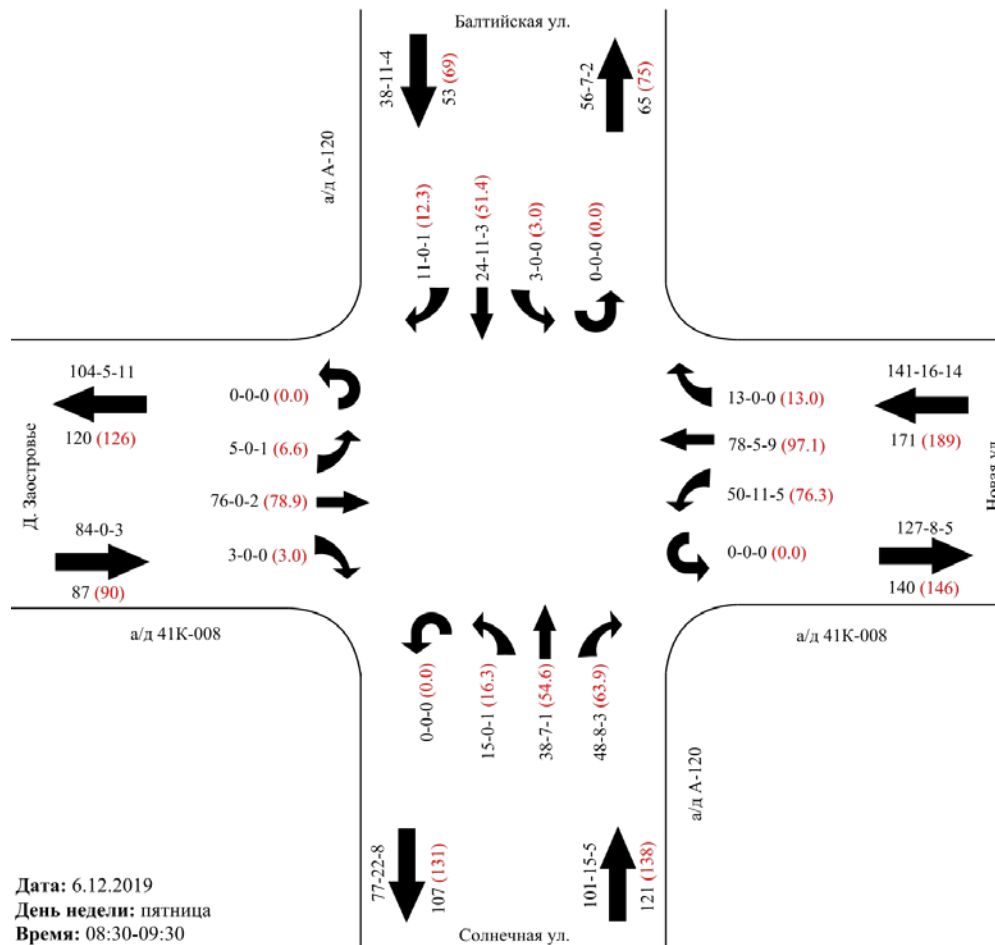 Балтийская ул.
38-11-4
53 (69)
56-7-2
65 (75)
а/д А-120
11-0-1 (12.3)
24-11-3 (51.4)
3-0-0 (3.0)
0-0-0 (0.0)
104-5-11
120 (126)
Д. Заостровье
84-0-3
87 (90)
0-0-0 (0.0)
5-0-1 (6.6)
76-0-2 (78.9)
3-0-0 (3.0)
13-0-0 (13.0)
78-5-9 (97.1)
50-11-5 (76.3)
0-0-0 (0.0)
141-16-14
171 (189)
Новая ул.
127-8-5
140 (146)
а/д 41К-008
а/д 41К-008
0-0-0 (0.0)
15-0-1 (16.3)
38-7-1 (54.6)
48-8-3 (63.9)
а/д А-120
77-22-8
107 (131)
101-15-5
121 (138)
Солнечная ул.
Дата: 6.12.2019
День недели: пятница
Время: 08:30-09:30